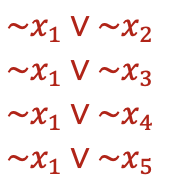 ~x₁ ∨ ~x₂
~x₁ ∨ ~x₃
~x₁ ∨ ~x₄
~x₁ ∨ ~x₅